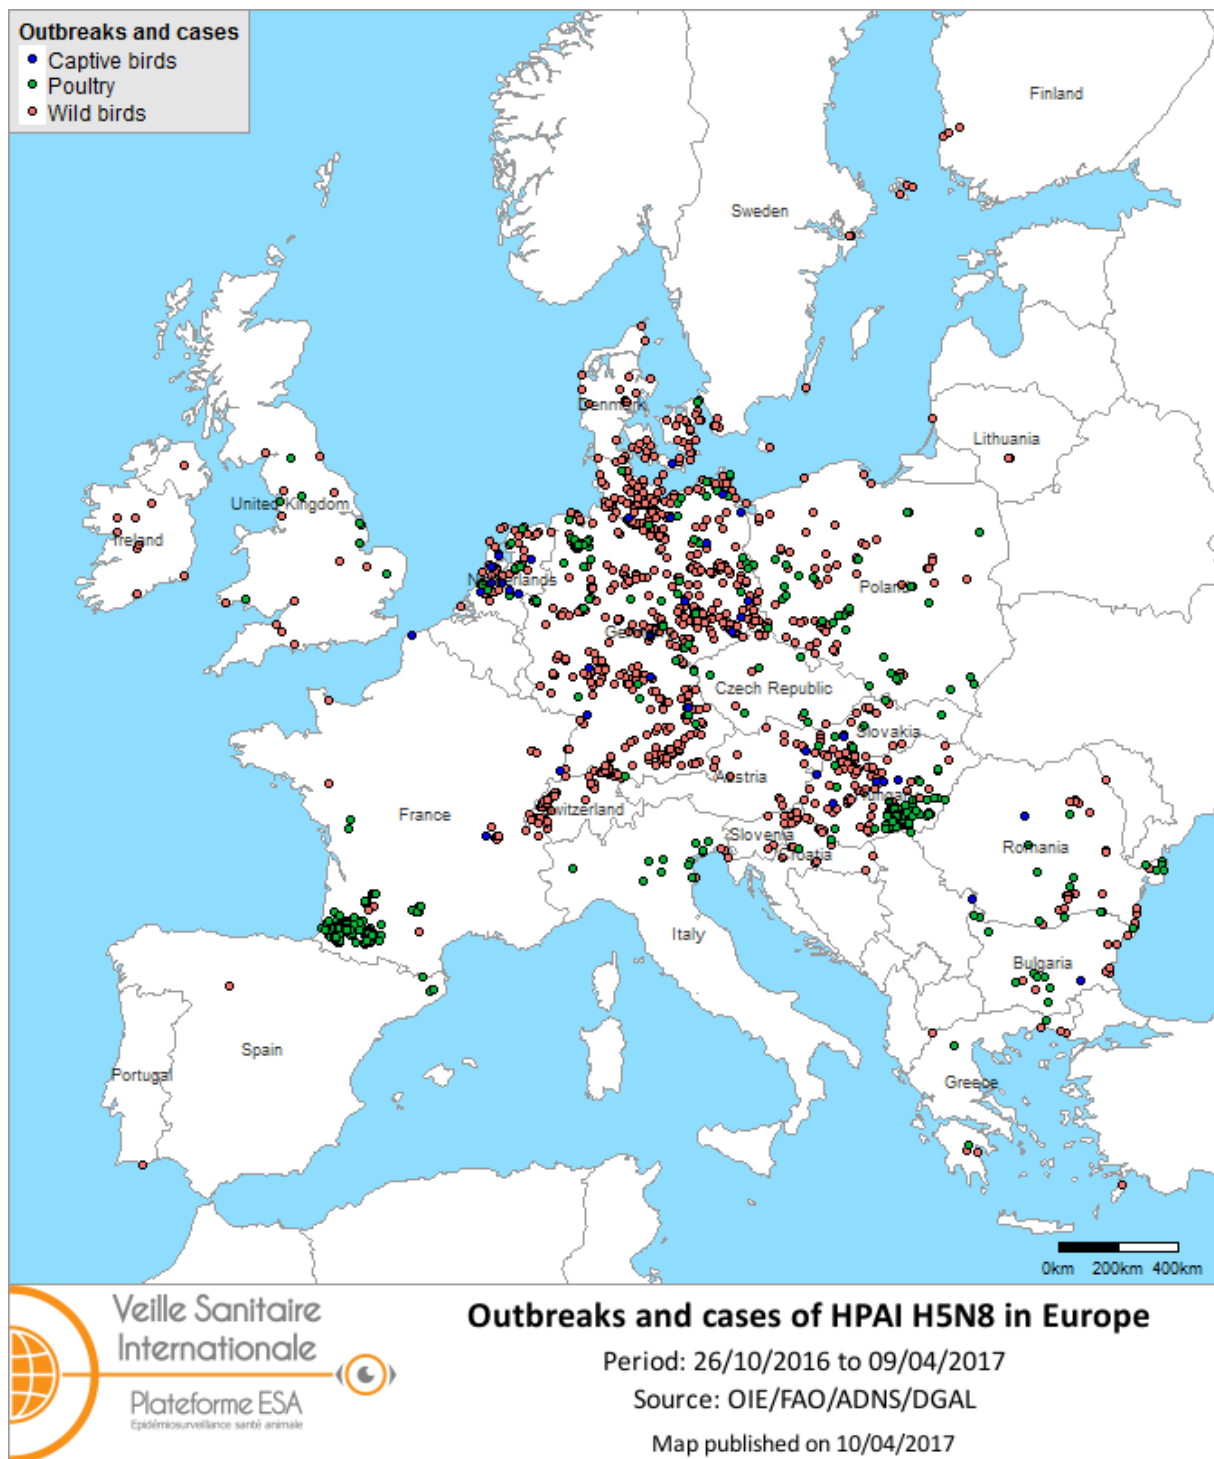 Outbreaks and cases
Captive birds
Poultry
Wild birds
Finland
Sweden
Denmark
Lithuania
United Kingdom
Ireland
Netherlands
Poland
Germany
Czech Republic
Slovakia
Austria
Hungary
Switzerland
France
Slovenia
Croatia
Romania
Italy
Bulgaria
Spain
Portugal
Greece
0km 200km 400km
Veille Sanitaire
Internationale
Plateforme ESA
Epidémiosurveillance santé animale
Outbreaks and cases of HPAI H5N8 in Europe
Period: 26/10/2016 to 09/04/2017
Source: OIE/FAO/ADNS/DGAL
Map published on 10/04/2017